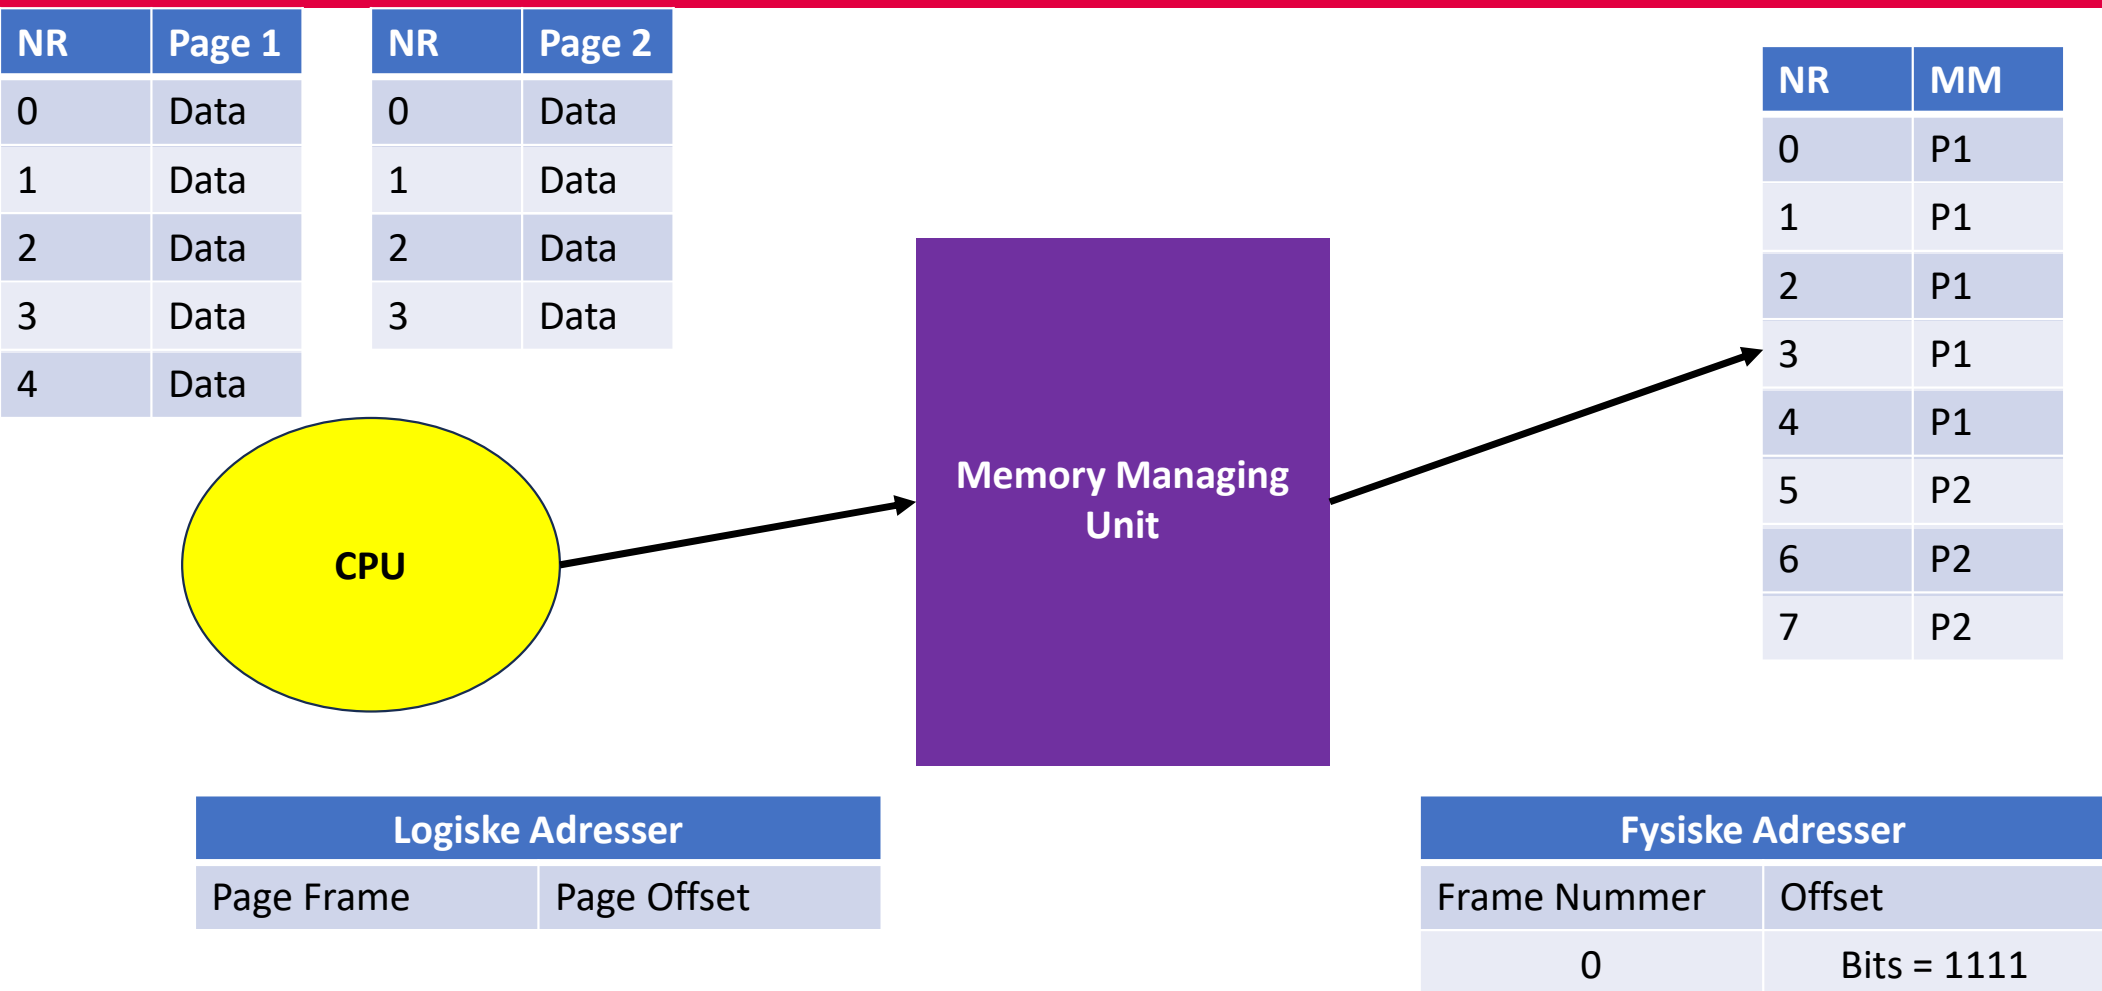 NR Page 1
0 Data
1 Data
2 Data
3 Data
4 Data
NR Page 2
0 Data
1 Data
2 Data
3 Data
CPU
Memory Managing
Unit
NR MM
0 P1
1 P1
2 P1
3 P1
4 P1
5 P2
6 P2
7 P2
Logiske Adresser
Page Frame Page Offset
Fysiske Adresser
Frame Nummer Offset
0 Bits = 1111